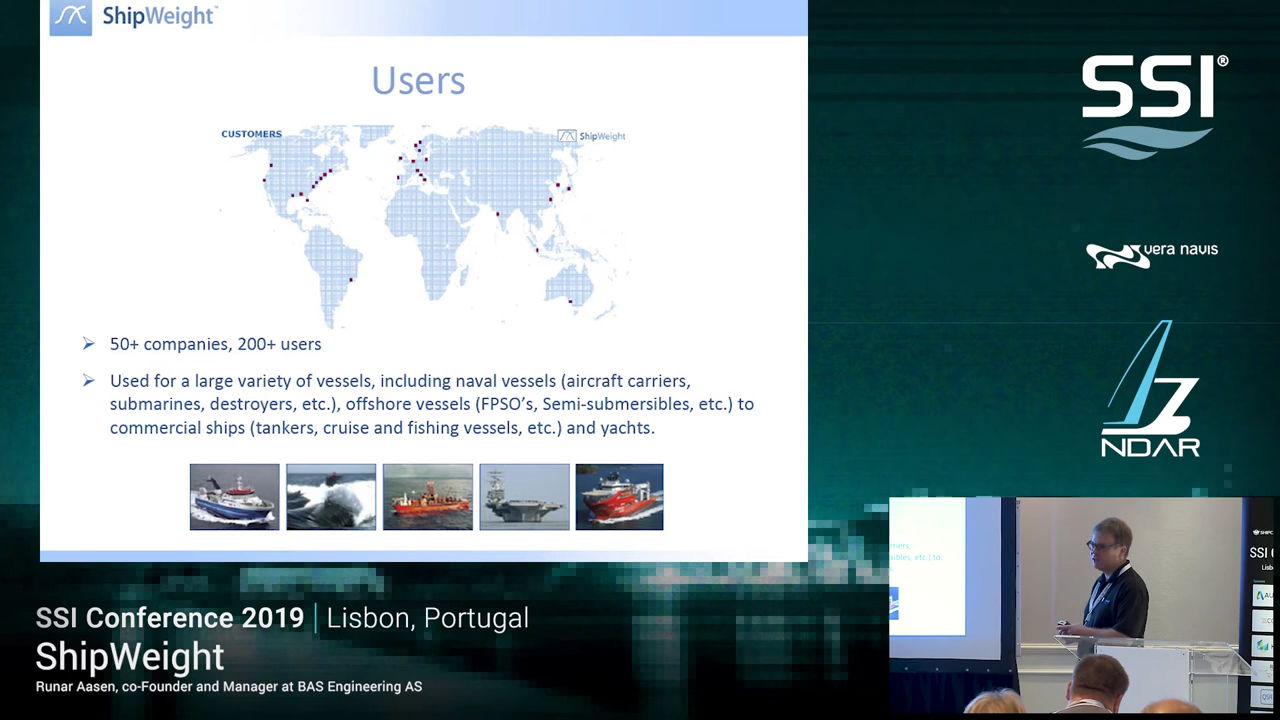 ShipWeight™
Users
CUSTOMERS
ShipWeight
50+ companies, 200+ users
Used for a large variety of vessels, including naval vessels (aircraft carriers,
submarines, destroyers, etc.), offshore vessels (FPSO’s, Semi-submersibles, etc.) to
commercial ships (tankers, cruise and fishing vessels, etc.) and yachts.
SSI®
vera navis
NDAR
SSI Conference 2019 | Lisbon, Portugal
ShipWeight
Runar Aasen, co-Founder and Manager at BAS Engineering AS